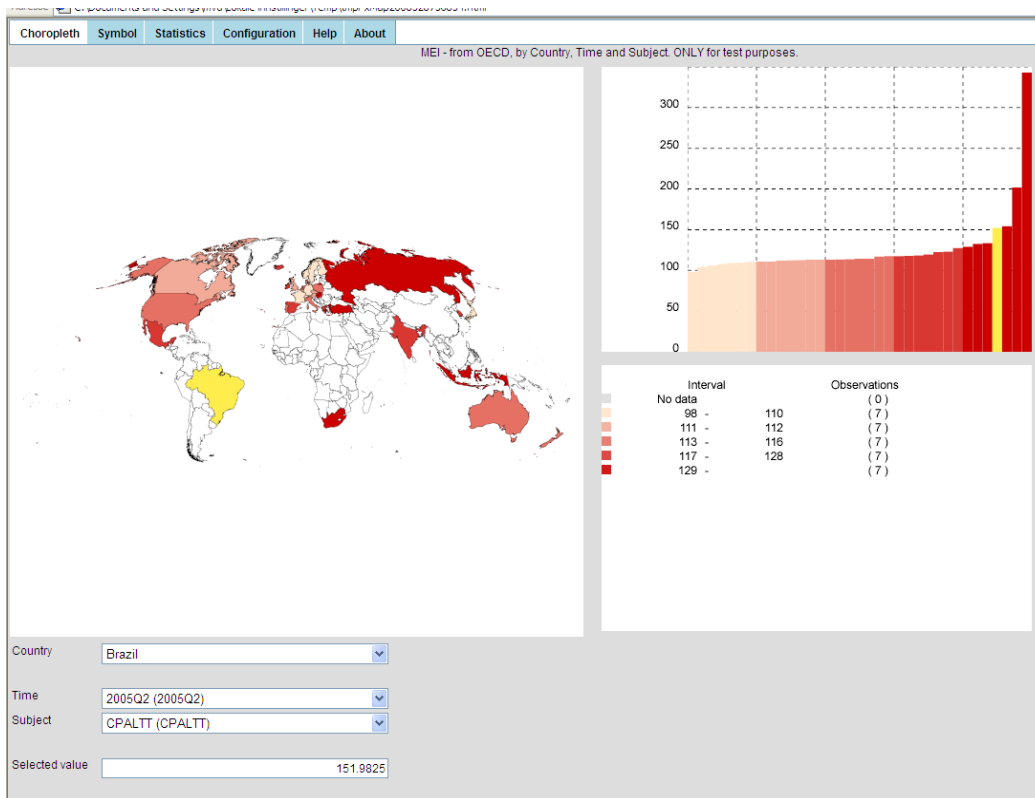 Choropleth Symbol Statistics Configuration Help About
MEI - from OECD, by Country, Time and Subject. ONLY for test purposes.
300
250
200
150
100
50
0
Interval Observations
No data ( 0 )
98 - 110 ( 7 )
111 - 112 ( 7 )
113 - 116 ( 7 )
117 - 128 ( 7 )
129 - ( 7 )
Country Brazil
Time 2005Q2 (2005Q2)
Subject CPALTT (CPALTT)
Selected value 151.9825